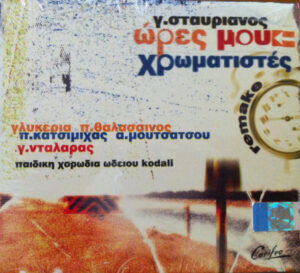 γ.σταυριανος
ώρες μου
χρωματιστές
γλυκερια π.θαλασσινος
π.κατσιμιχας α.μουτσατσου
γ.νταλαρας
παιδικη χορωδια ωδειου kodali
remake